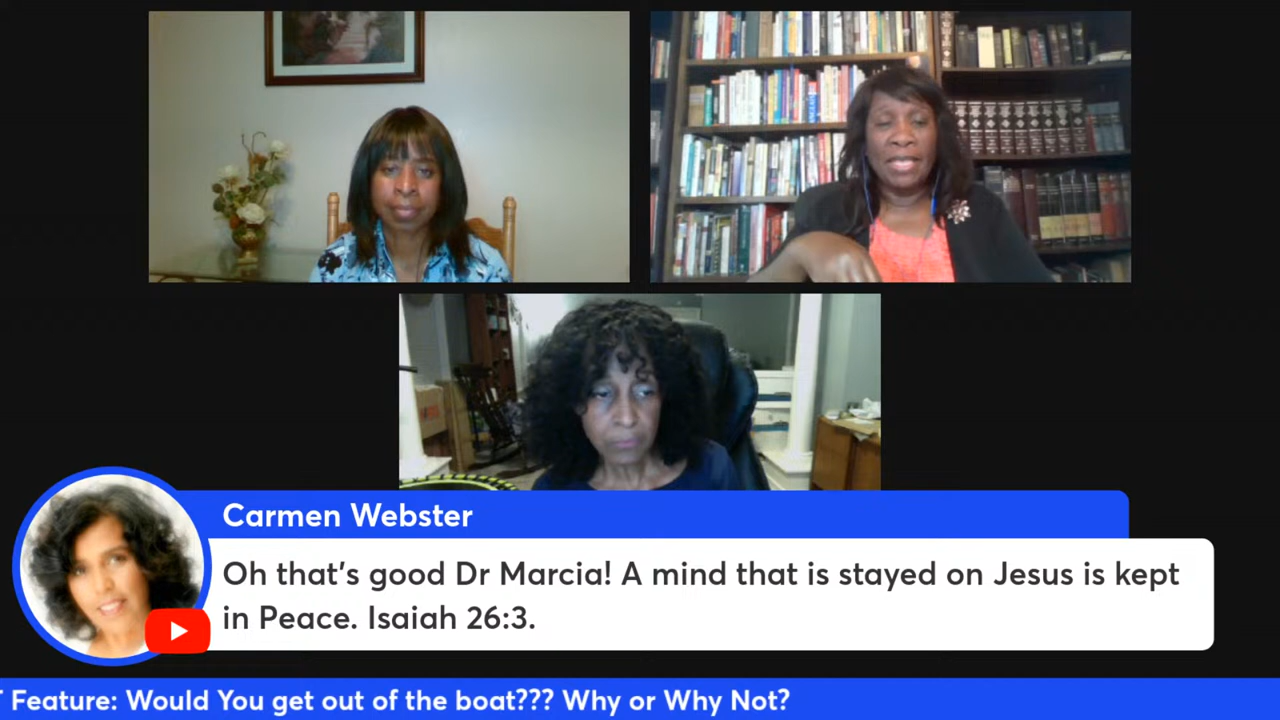 Carmen Webster
Oh that's good Dr Marcia! A mind that is stayed on Jesus is kept
in Peace. Isaiah 26:3.
Feature: Would You get out of the boat??? Why or Why Not?